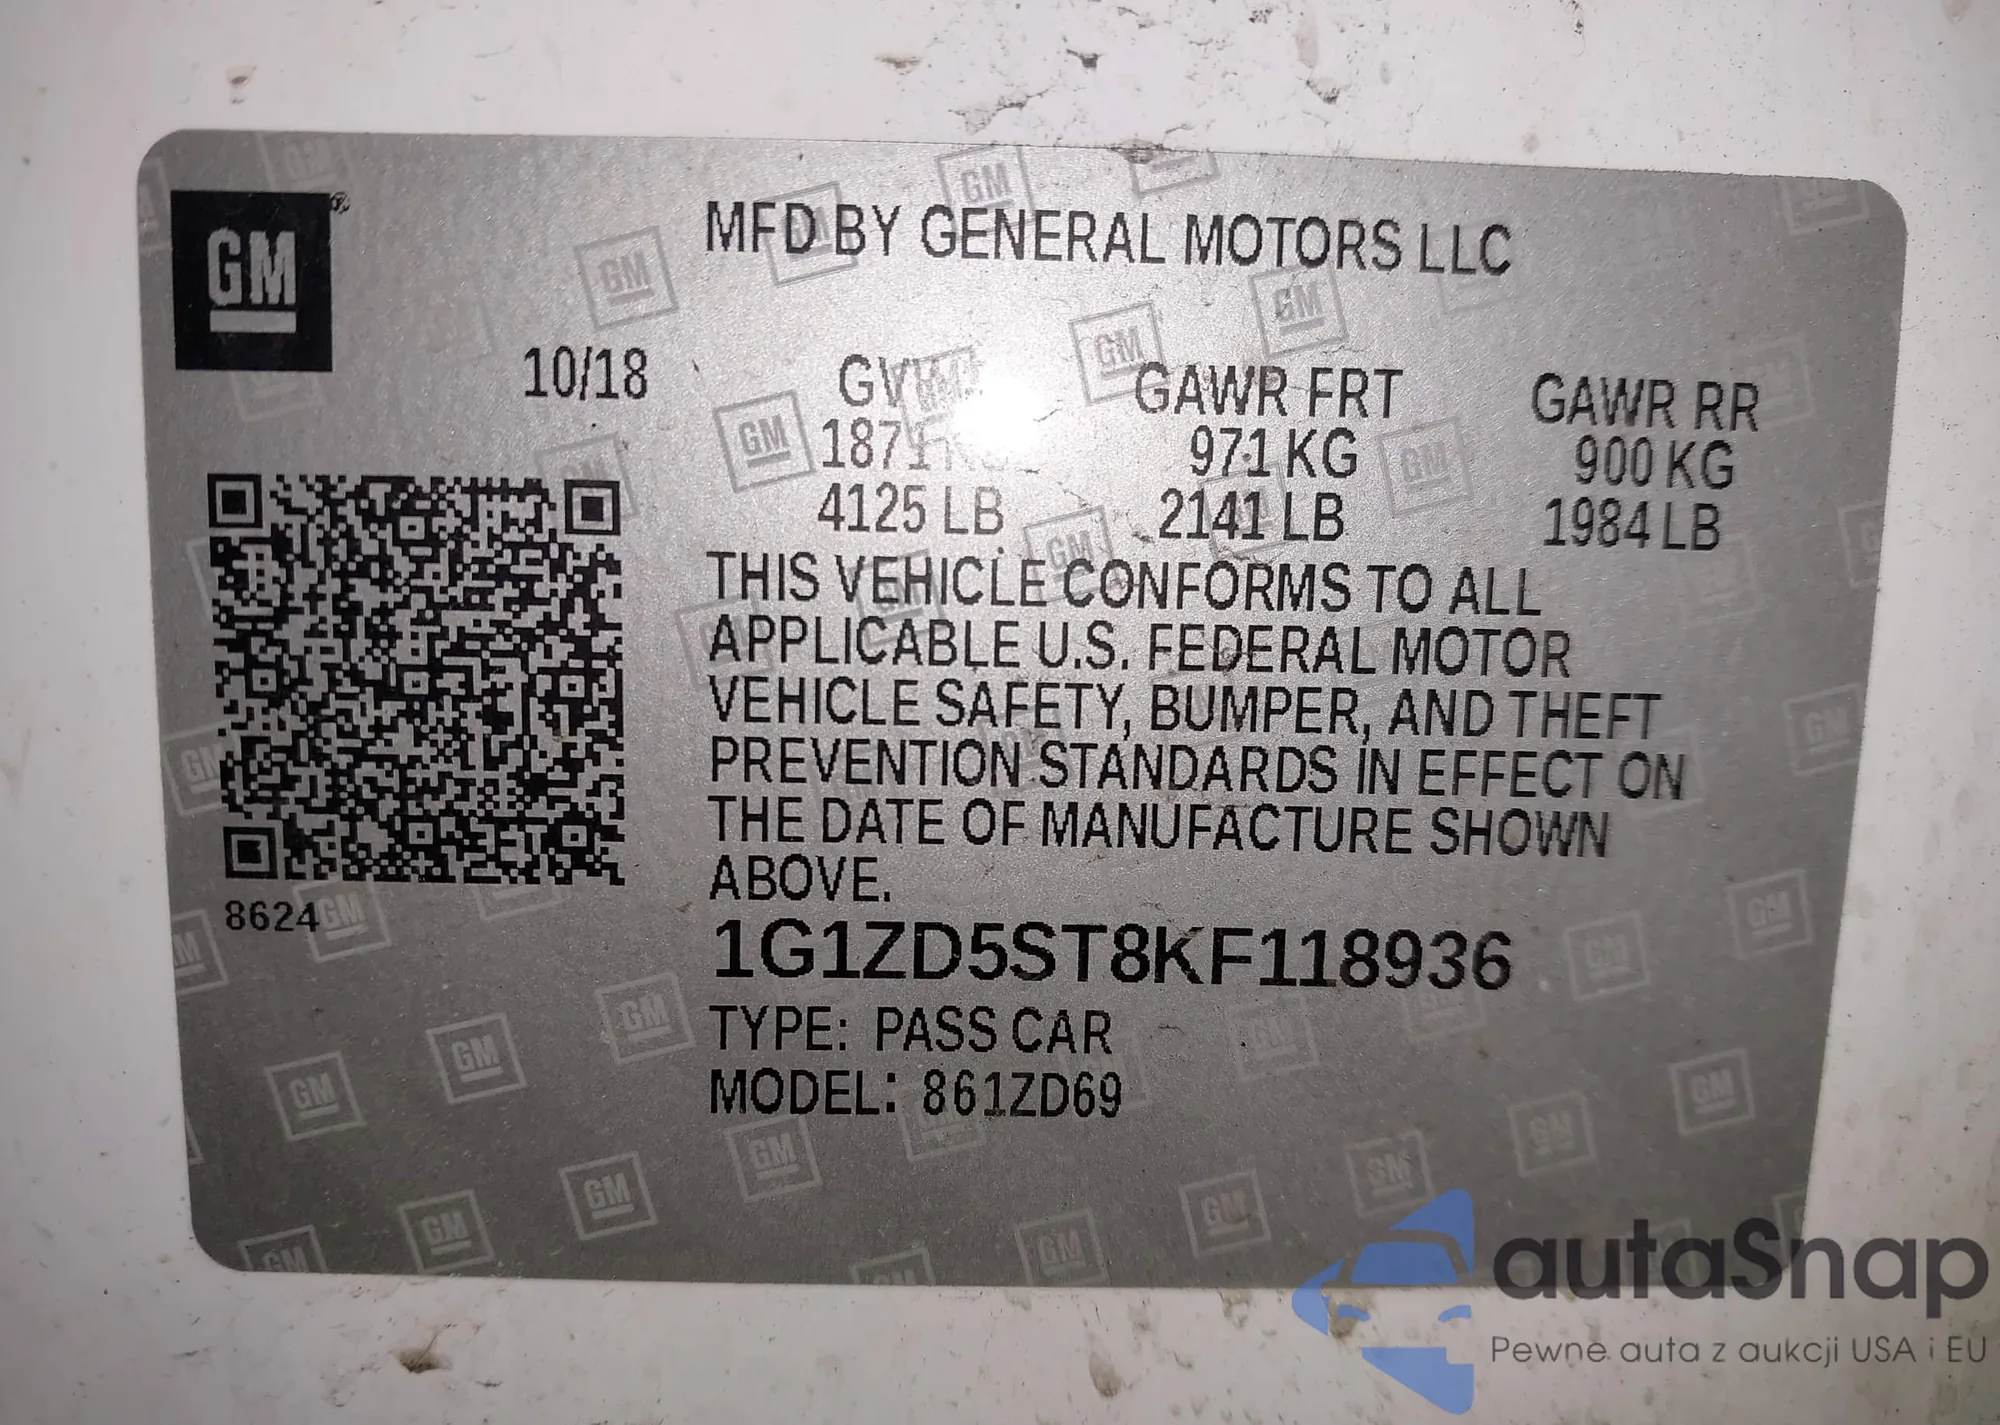 GM
MFD BY GENERAL MOTORS LLC
10/18
GAWR FRT
GAWR RR
1871
971 KG
900 KG
4125 LB
2141 LB
1984 LB
THIS VEHICLE CONFORMS TO ALL
APPLICABLE U.S. FEDERAL MOTOR
VEHICLE SAFETY, BUMPER, AND THEFT
PREVENTION STANDARDS IN EFFECT ON
THE DATE OF MANUFACTURE SHOWN
ABOVE.
8624
1G1ZD5ST8KF118936
TYPE: PASS CAR
MODEL: 861ZD69
autaSnap
Pewne auta z aukcji USA i EU